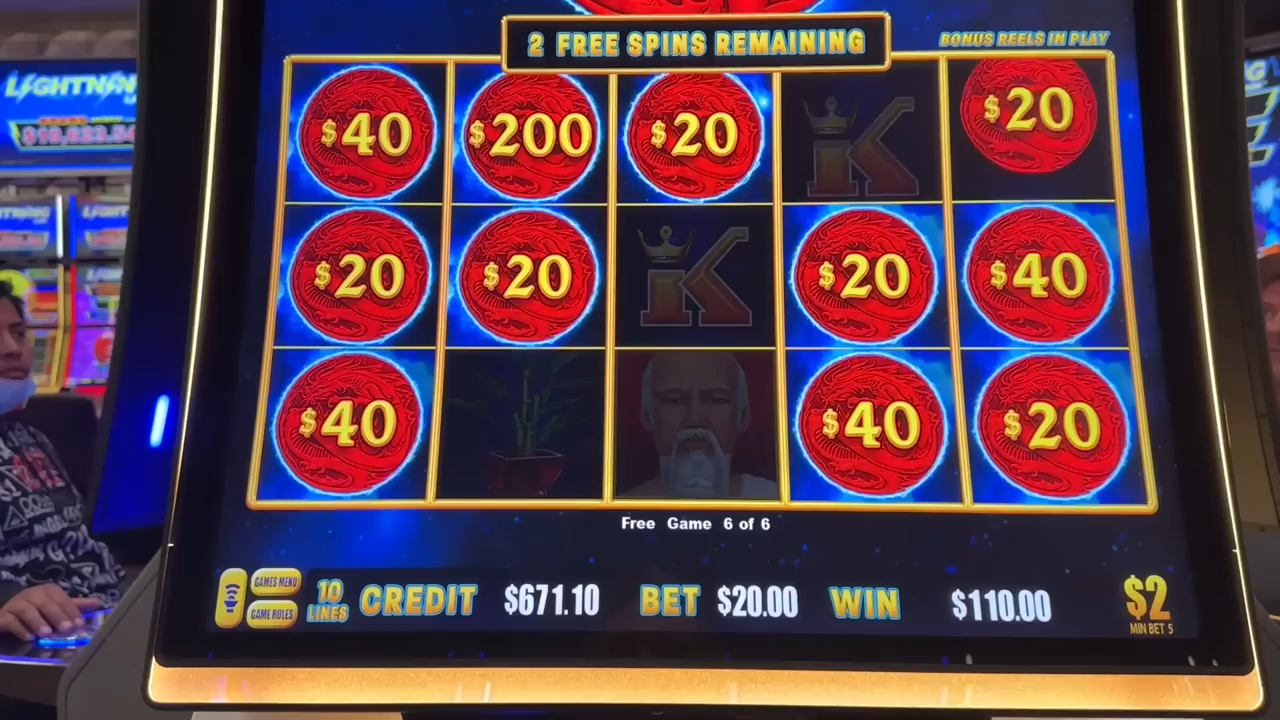 2 FREE SPINS REMAINING
BONUS REELS IN PLAY
LIGHTNIN
$40 $200 $20 K $20
$20 $20 K $20 $40
$40 $40 $20
Free Game 6 of 6
GAMES MENU
GAME RULES
10 LINES
CREDIT $671.10 BET $20.00 WIN $110.00
$2
MIN BET 5